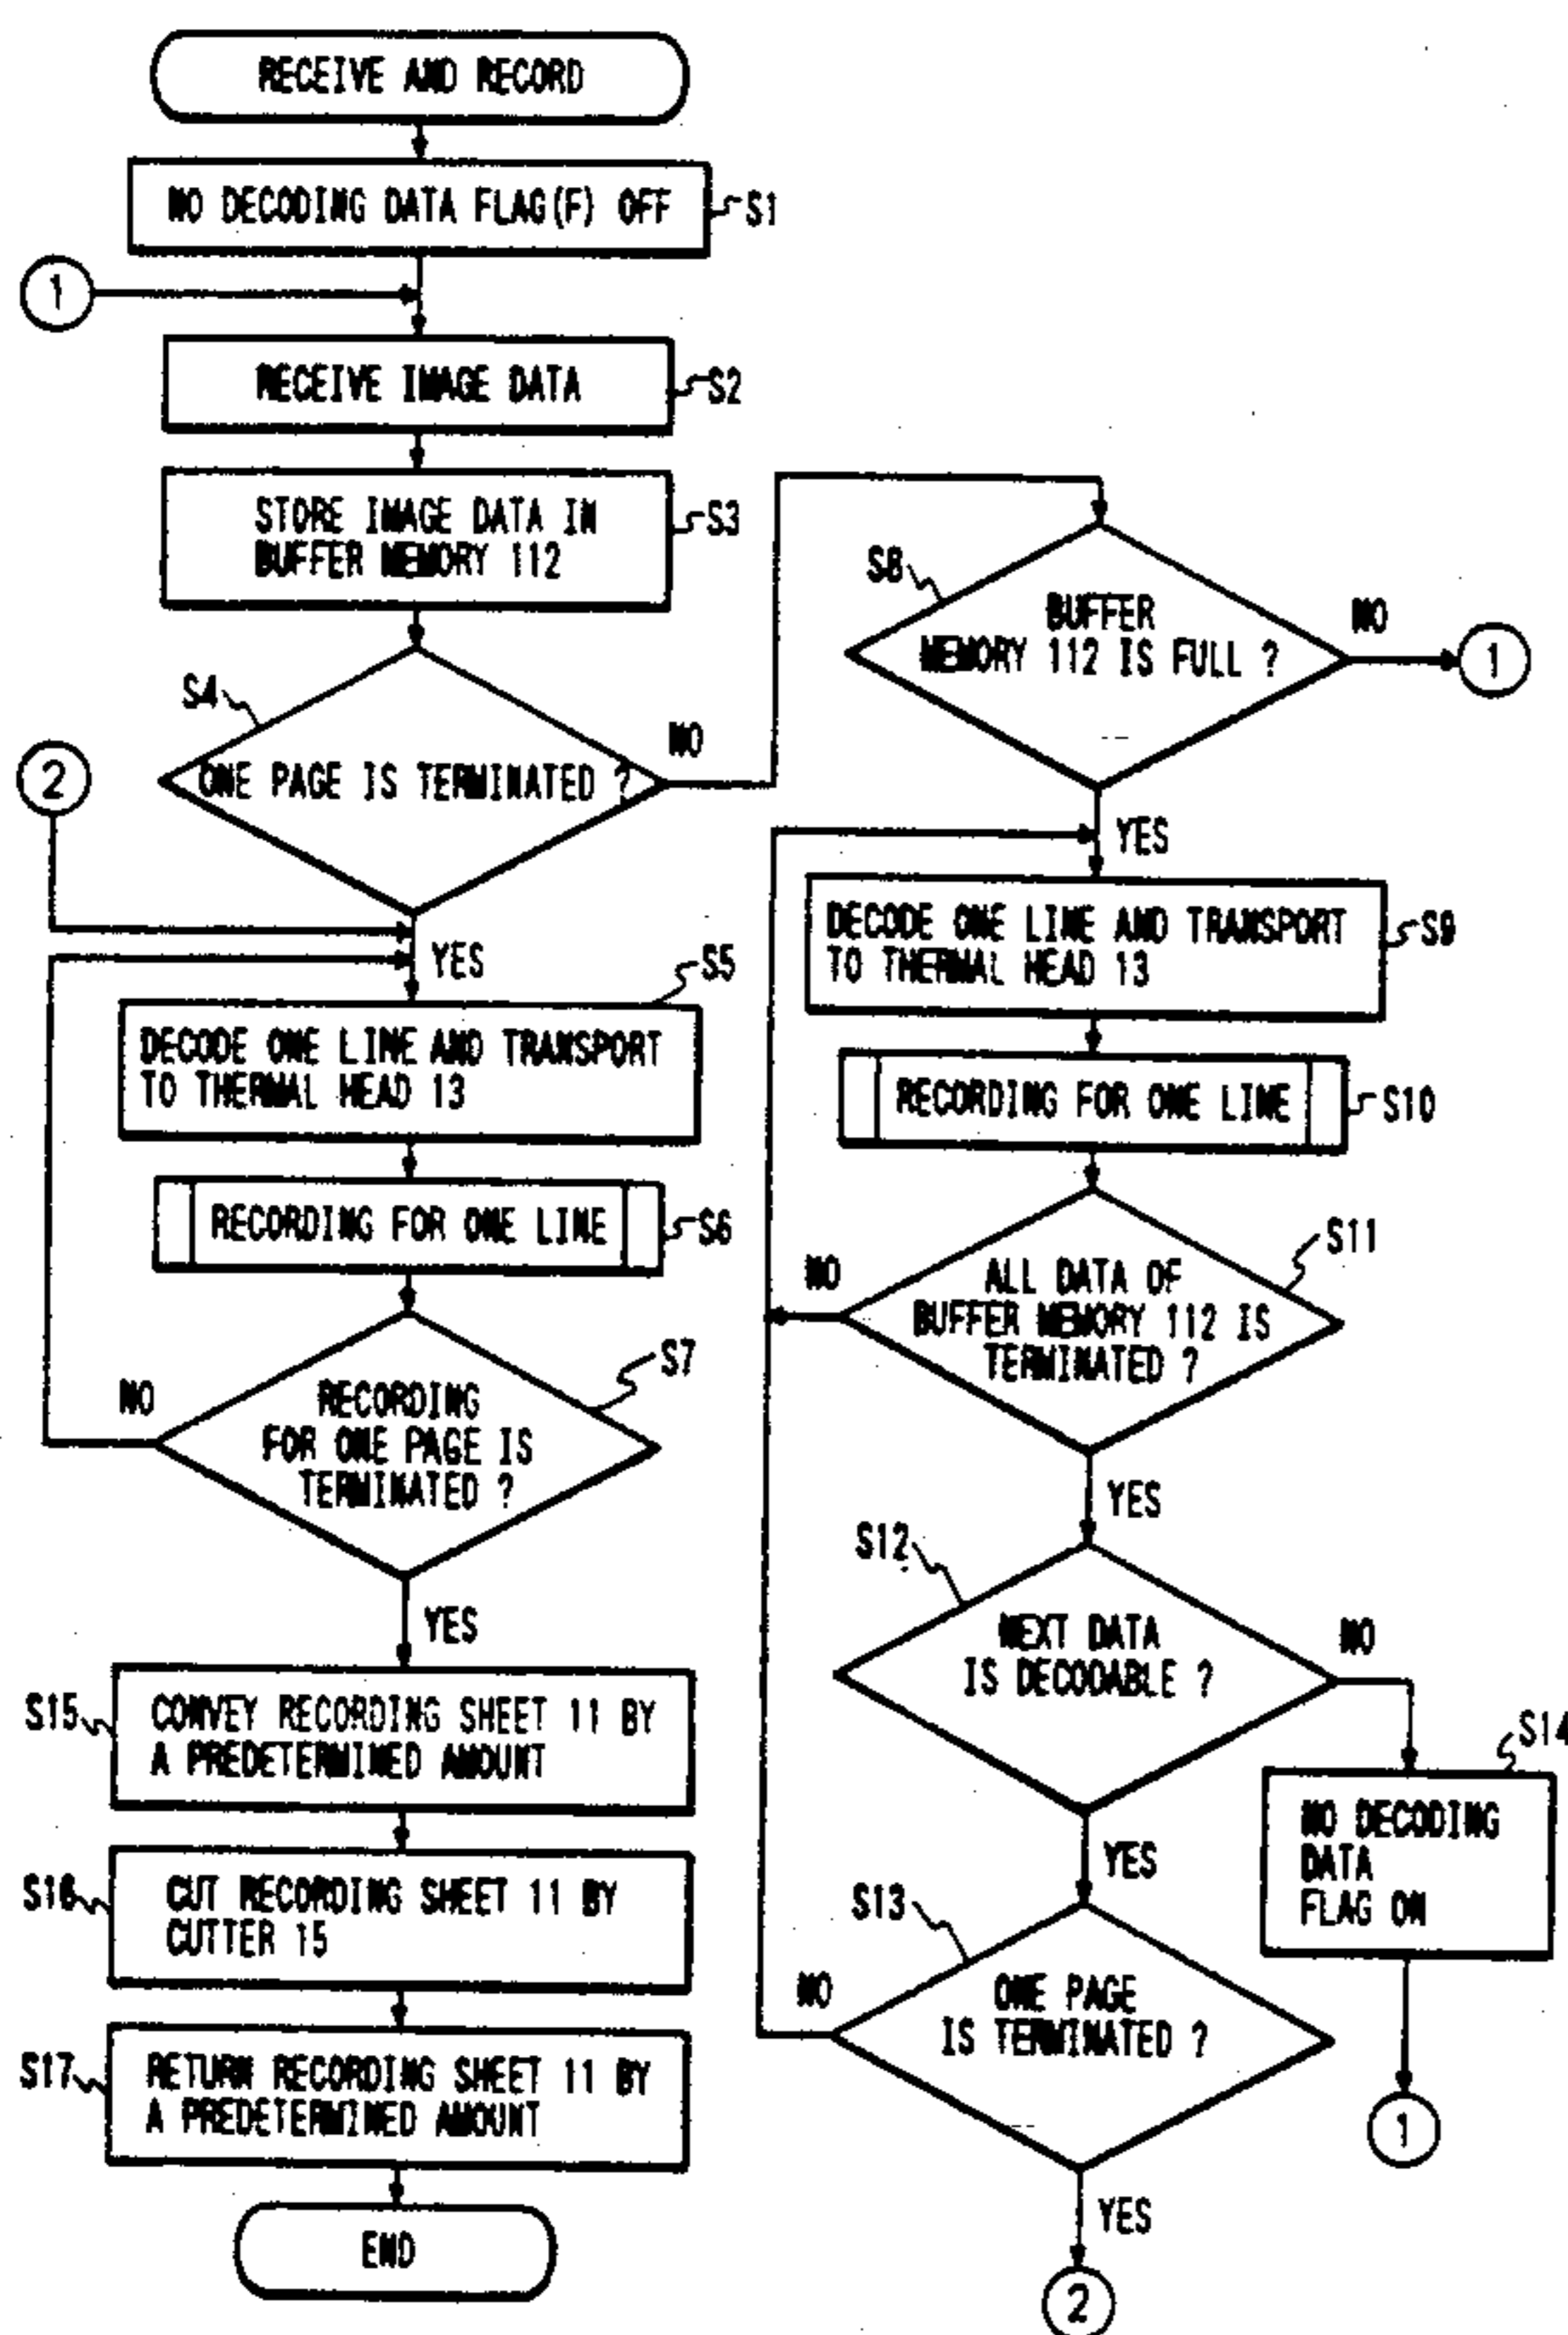 RECEIVE AND RECORD
NO DECODING DATA FLAG(F) OFF
S1
1
RECEIVE IMAGE DATA
S2
STORE IMAGE DATA IN
BUFFER MEMORY 112
S3
S4
ONE PAGE IS TERMINATED ?
NO
2
YES
S5
DECODE ONE LINE AND TRANSPORT
TO THERMAL HEAD 13
RECORDING FOR ONE LINE
S6
S7
RECORDING
FOR ONE PAGE IS
TERMINATED ?
NO
YES
S15
CONVEY RECORDING SHEET 11 BY
A PREDETERMINED AMOUNT
S16
CUT RECORDING SHEET 11 BY
CUTTER 15
S17
RETURN RECORDING SHEET 11 BY
A PREDETERMINED AMOUNT
END
S8
BUFFER
MEMORY 112 IS FULL ?
NO
1
YES
DECODE ONE LINE AND TRANSPORT
TO THERMAL HEAD 13
S9
RECORDING FOR ONE LINE
S10
S11
ALL DATA OF
BUFFER MEMORY 112 IS
TERMINATED ?
NO
YES
S12
NEXT DATA
IS DECODABLE ?
NO
S14
NO DECODING
DATA
FLAG ON
1
YES
S13
ONE PAGE
IS TERMINATED ?
NO
YES
2